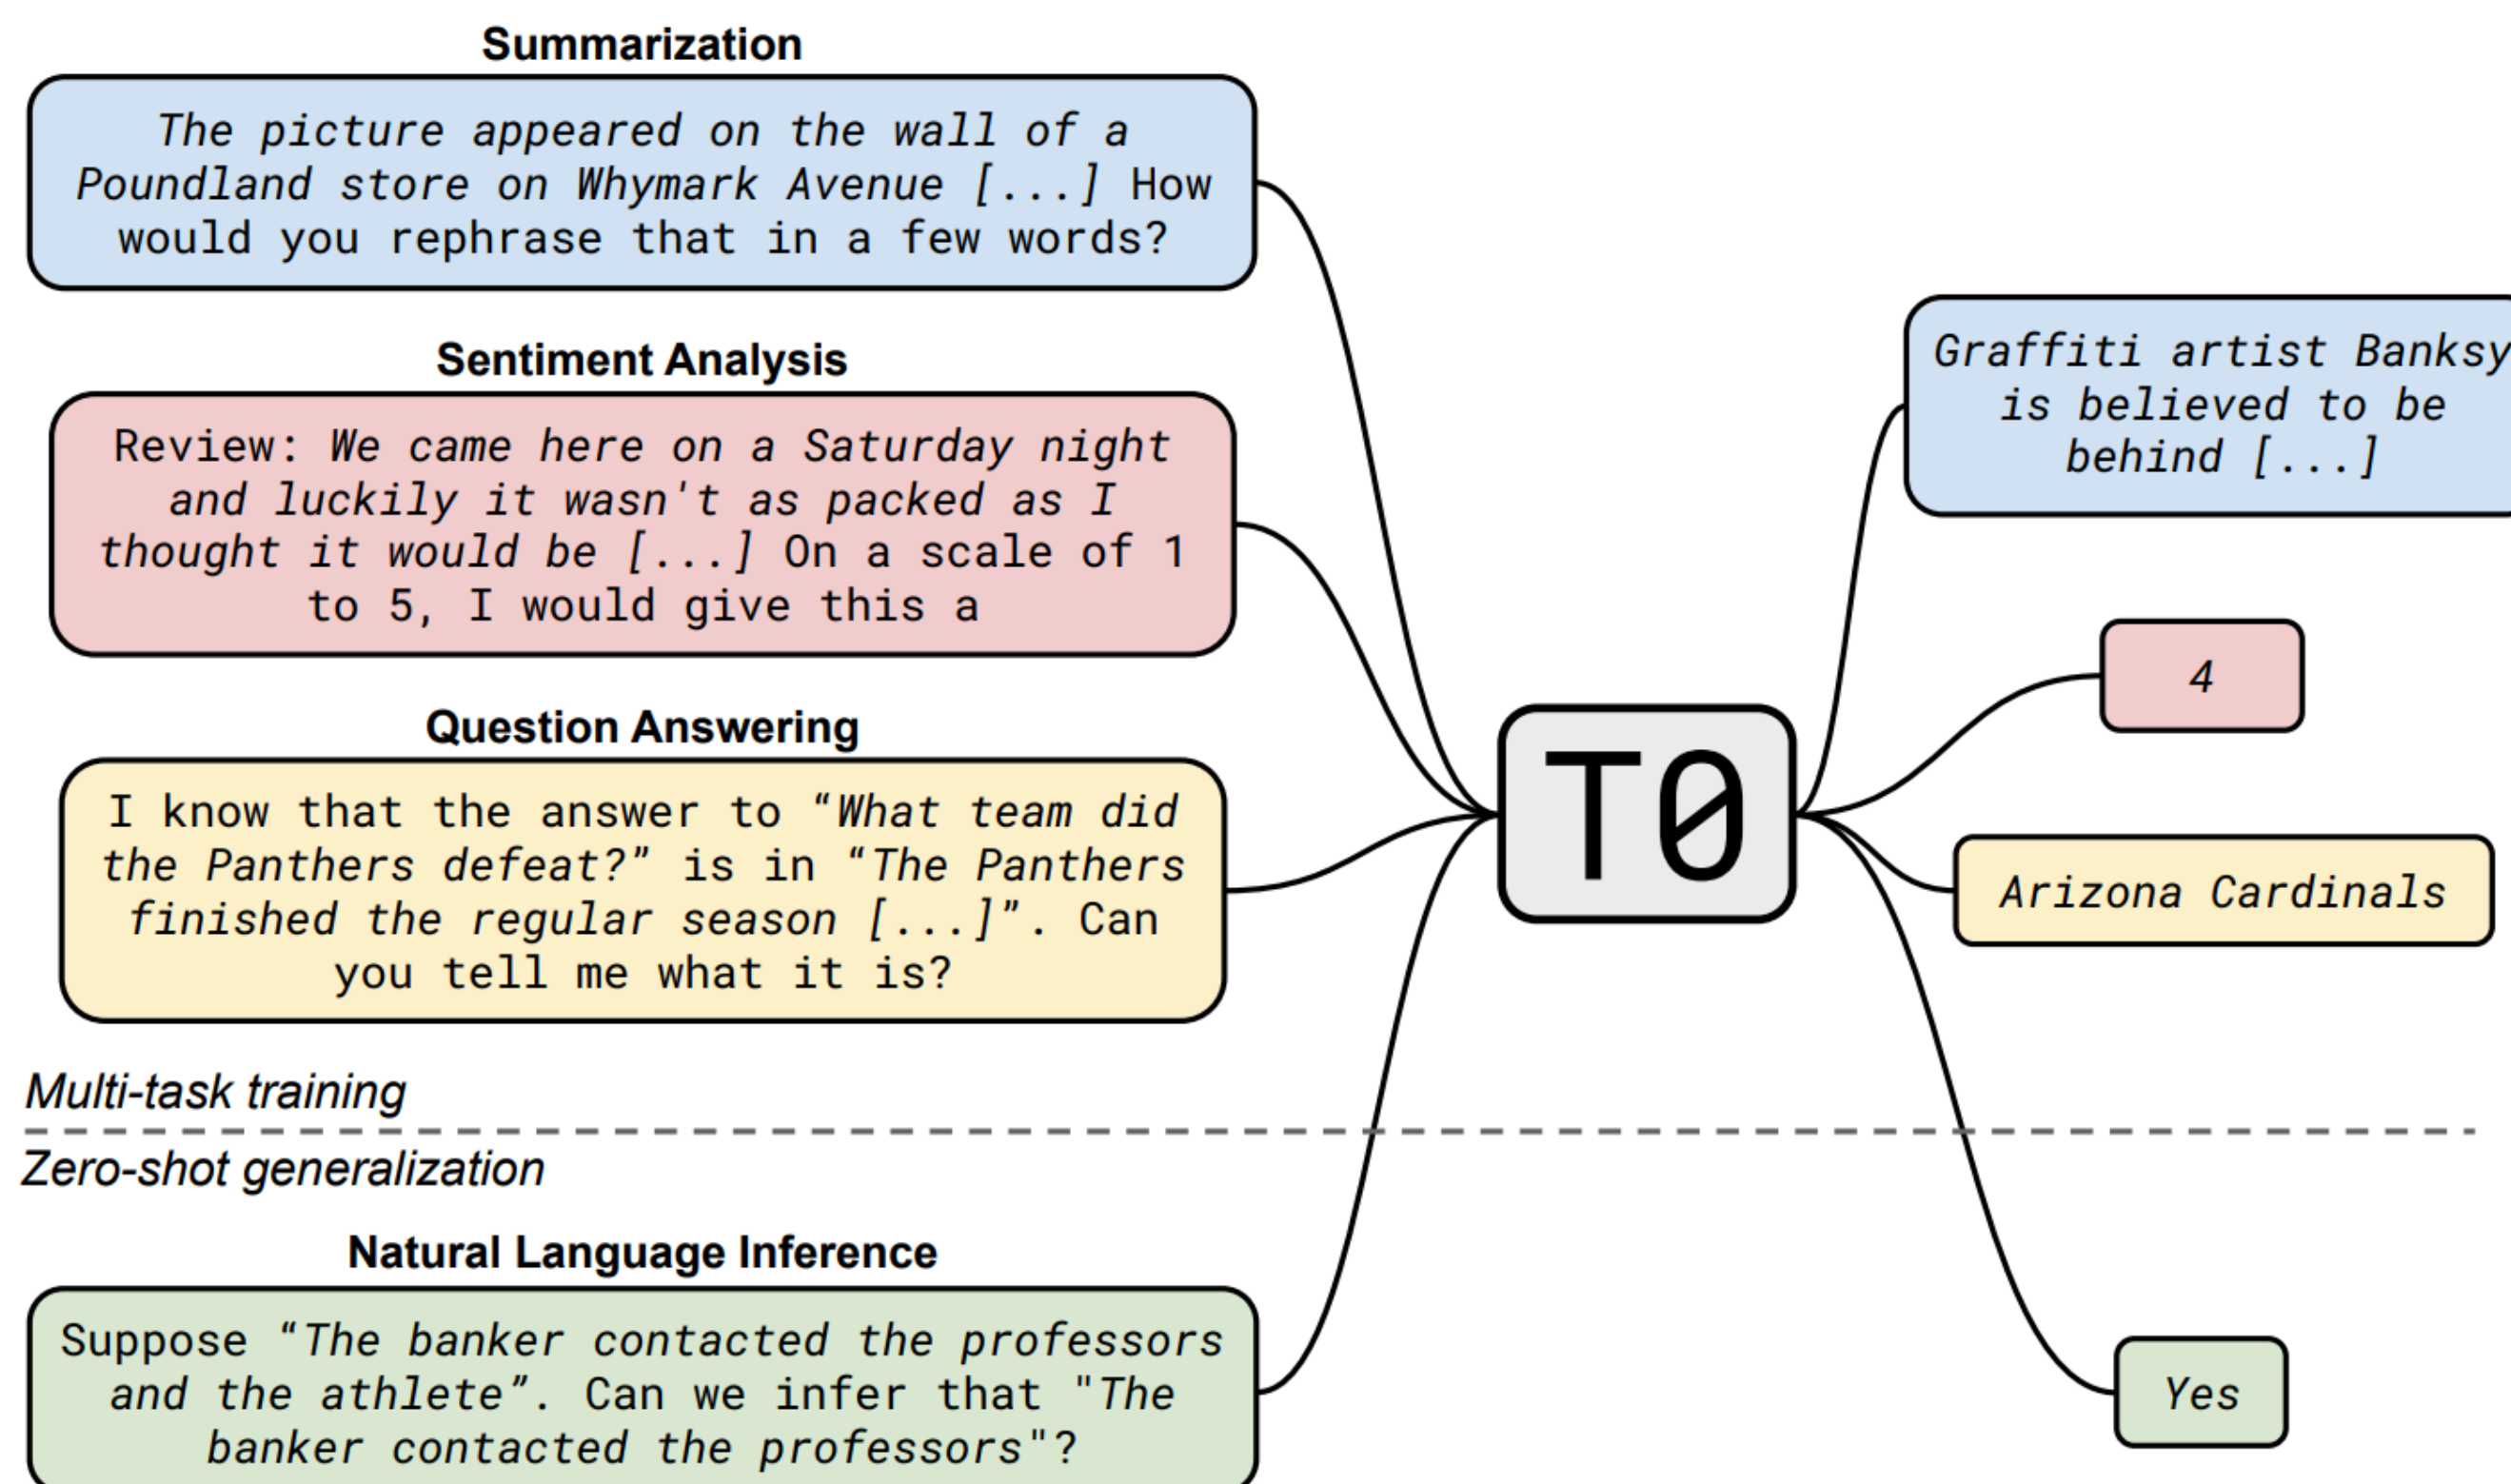 Summarization
The picture appeared on the wall of a
Poundland store on Whymark Avenue [...] How
would you rephrase that in a few words?
Sentiment Analysis
Review: We came here on a Saturday night
and luckily it wasn't as packed as I
thought it would be [...] On a scale of 1
to 5, I would give this a
Question Answering
I know that the answer to “What team did
the Panthers defeat?” is in “The Panthers
finished the regular season [...]”. Can
you tell me what it is?
Multi-task training
Zero-shot generalization
Natural Language Inference
Suppose “The banker contacted the professors
and the athlete”. Can we infer that "The
banker contacted the professors"?
T0
Graffiti artist Banksy
is believed to be
behind [...]
4
Arizona Cardinals
Yes